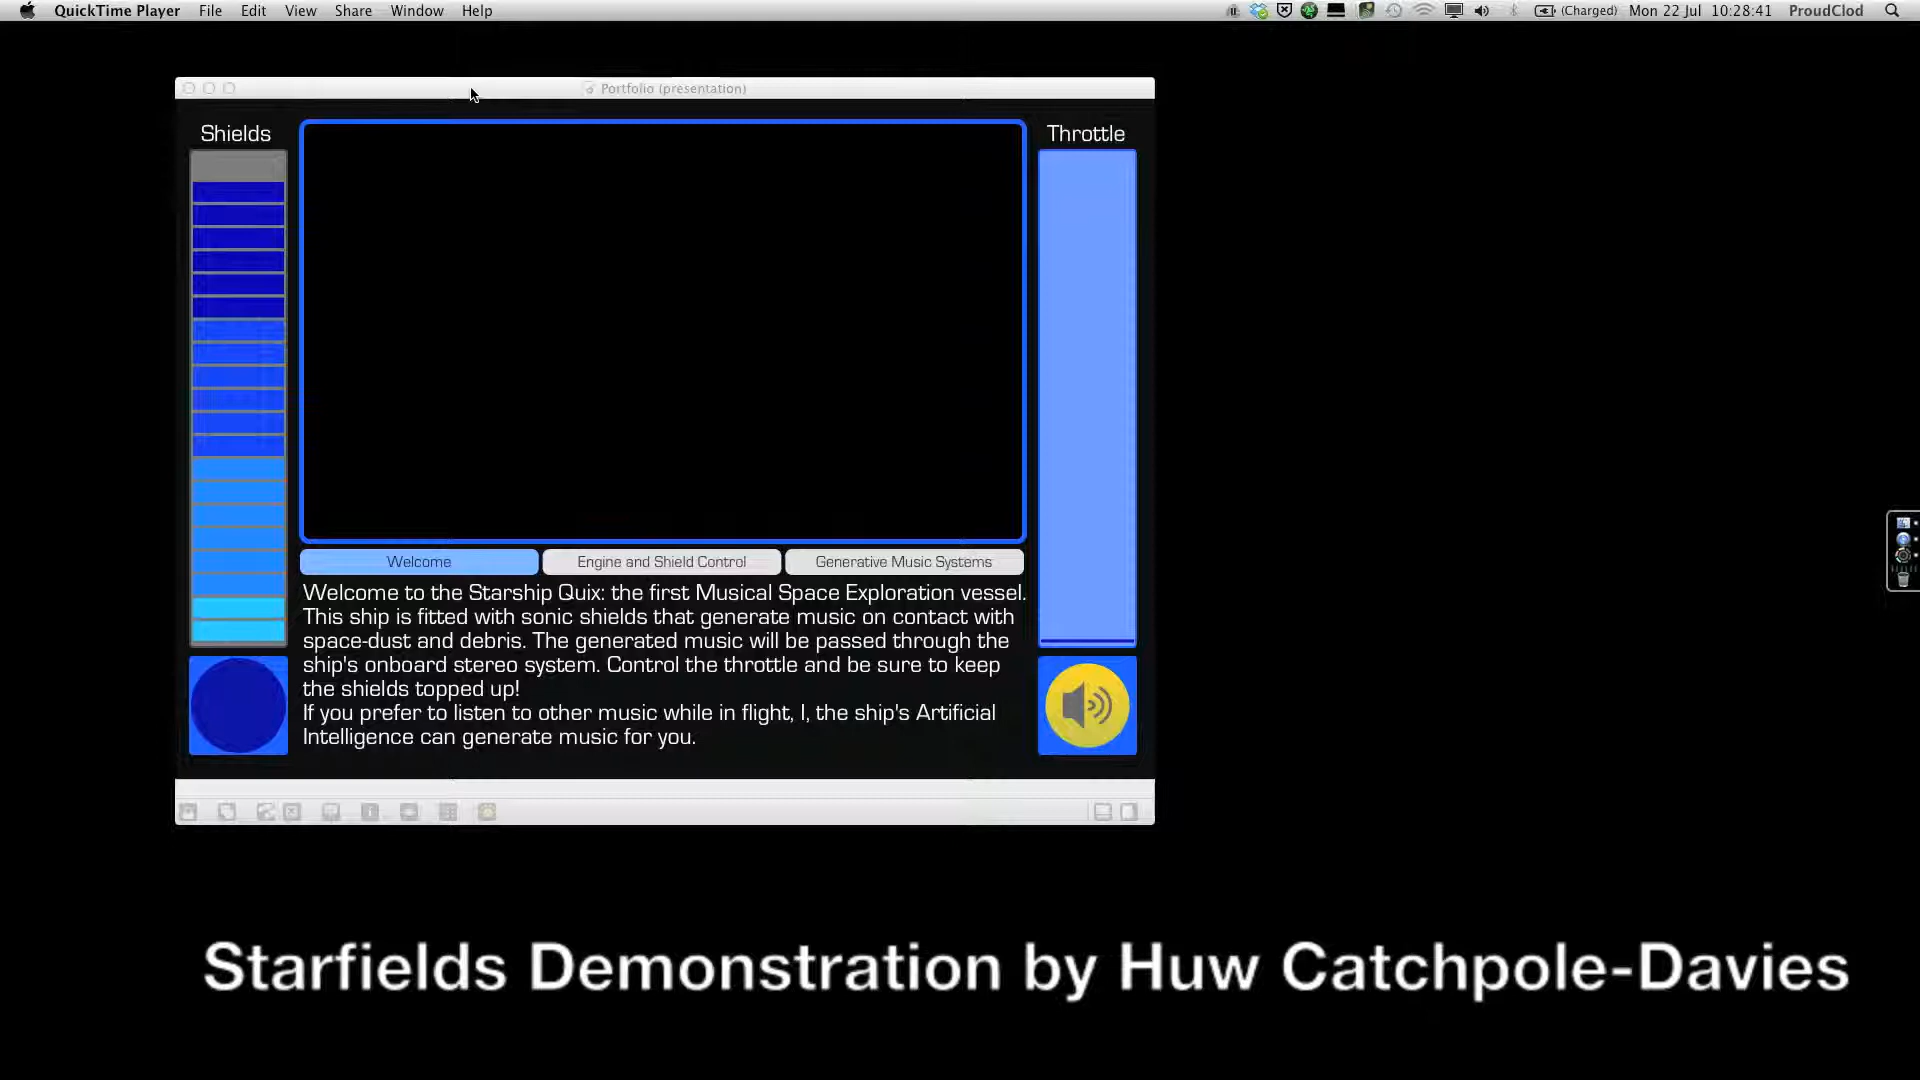 QuickTime Player File Edit View Share Window Help (Charged) Mon 22 Jul 10:28:41 ProudClod
Portfolio (presentation)
Shields
Throttle
Welcome
Engine and Shield Control
Generative Music Systems
Welcome to the Starship Quix: the first Musical Space Exploration vessel.
This ship is fitted with sonic shields that generate music on contact with
space-dust and debris. The generated music will be passed through the
ship's onboard stereo system. Control the throttle and be sure to keep
the shields topped up!
If you prefer to listen to other music while in flight, I, the ship's Artificial
Intelligence can generate music for you.
Starfields Demonstration by Huw Catchpole-Davies